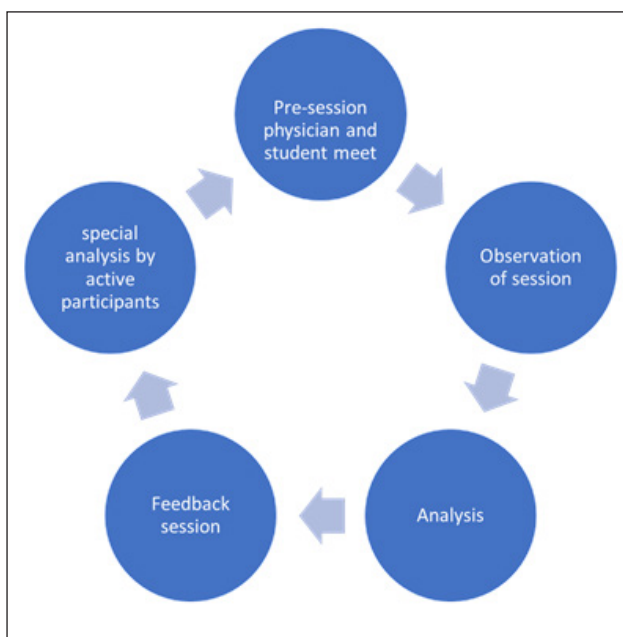 Pre-session
physician and
student meet
Observation
of session
Analysis
Feedback
session
special
analysis by
active
participants